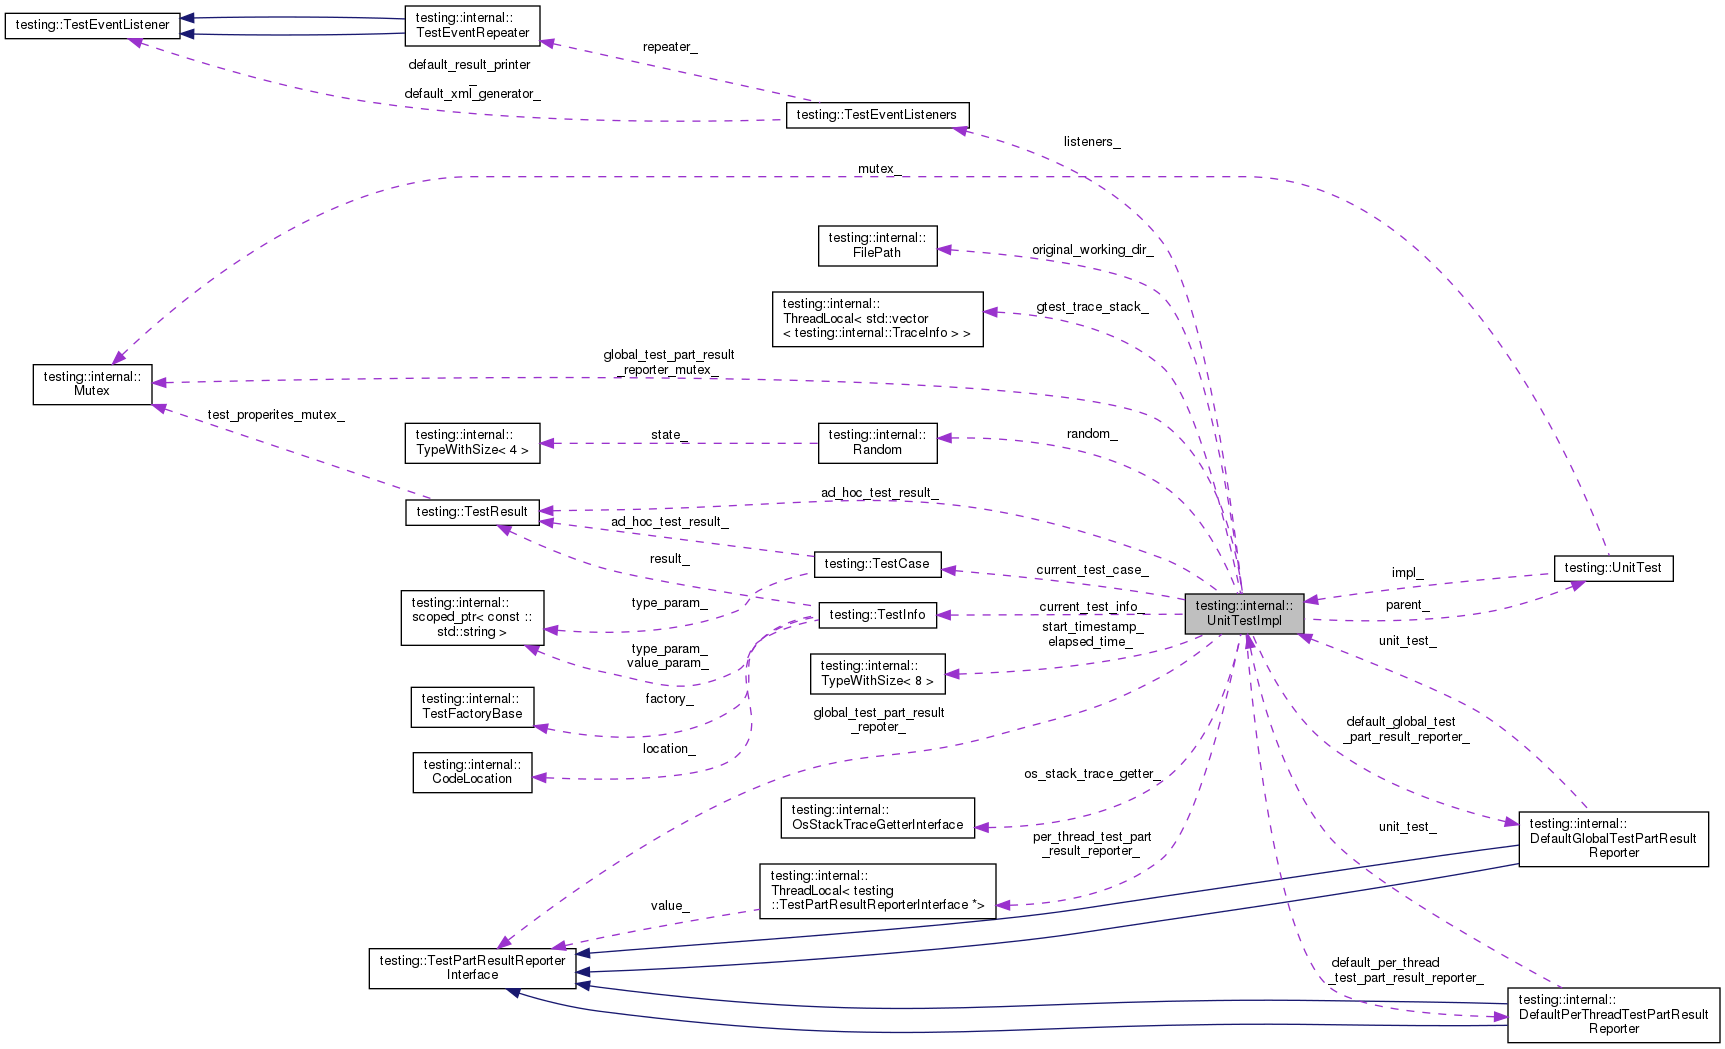 testing::TestEventListener
testing::internal::
TestEventRepeater
repeater_
default_result_printer
_
default_xml_generator_
testing::TestEventListeners
listeners_
mutex_
testing::internal::
FilePath
original_working_dir_
testing::internal::
ThreadLocal< std::vector
< testing::internal::TraceInfo > >
gtest_trace_stack_
global_test_part_result
_reporter_mutex_
testing::internal::
Mutex
test_properites_mutex_
testing::internal::
TypeWithSize< 4 >
state_
testing::internal::
Random
random_
testing::TestResult
ad_hoc_test_result_
ad_hoc_test_result_
result_
testing::TestCase
current_test_case_
testing::UnitTest
impl_
parent_
testing::internal::
scoped_ptr< const ::
std::string >
type_param_
testing::TestInfo
current_test_info_
testing::internal::
UnitTestImpl
start_timestamp_
elapsed_time_
type_param_
value_param_
testing::internal::
TypeWithSize< 8 >
unit_test_
testing::internal::
TestFactoryBase
factory_
global_test_part_result
_repoter_
default_global_test
_part_result_reporter_
testing::internal::
CodeLocation
location_
os_stack_trace_getter_
testing::internal::
OsStackTraceGetterInterface
per_thread_test_part
_result_reporter_
unit_test_
testing::internal::
DefaultGlobalTestPartResult
Reporter
testing::internal::
ThreadLocal< testing
::TestPartResultReporterInterface *>
value_
testing::TestPartResultReporter
Interface
default_per_thread
_test_part_result_reporter_
testing::internal::
DefaultPerThreadTestPartResult
Reporter